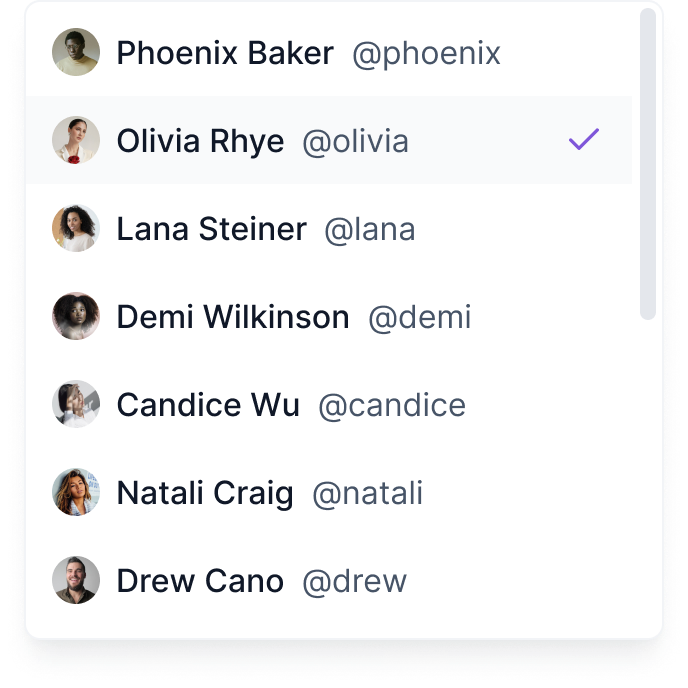 Phoenix Baker @phoenix
Olivia Rhye @olivia
Lana Steiner @lana
Demi Wilkinson @demi
Candice Wu @candice
Natali Craig @natali
Drew Cano @drew